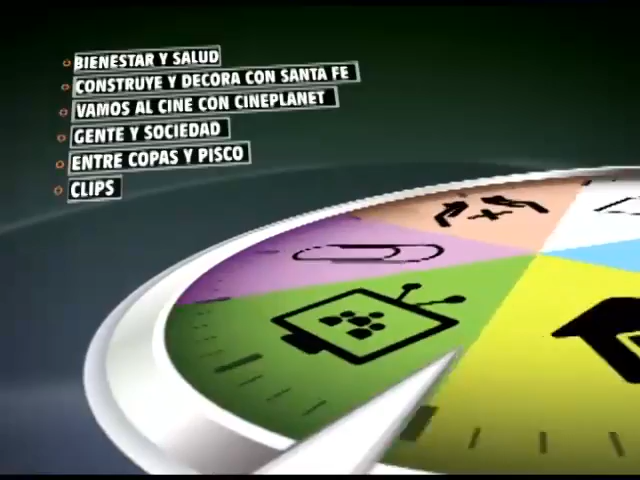 BIENESTAR Y SALUD
CONSTRUYE Y DECORA CON SANTA FE
VAMOS AL CINE CON CINEPLANET
GENTE Y SOCIEDAD
ENTRE COPAS Y PISCO
CLIPS